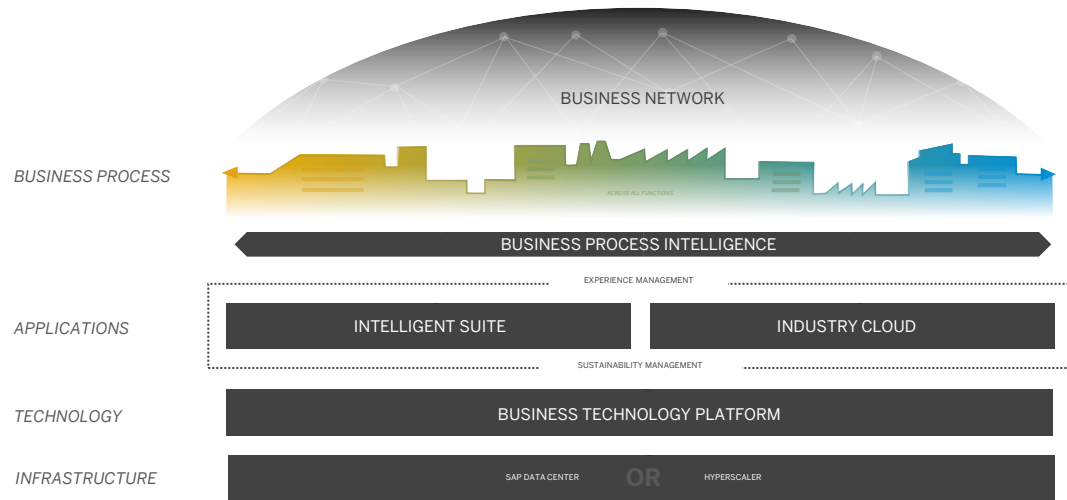 BUSINESS NETWORK
BUSINESS PROCESS
ACROSS ALL FUNCTIONS
BUSINESS PROCESS INTELLIGENCE
EXPERIENCE MANAGEMENT
APPLICATIONS
INTELLIGENT SUITE
INDUSTRY CLOUD
SUSTAINABILITY MANAGEMENT
TECHNOLOGY
BUSINESS TECHNOLOGY PLATFORM
INFRASTRUCTURE
SAP DATA CENTER
OR
HYPERSCALER